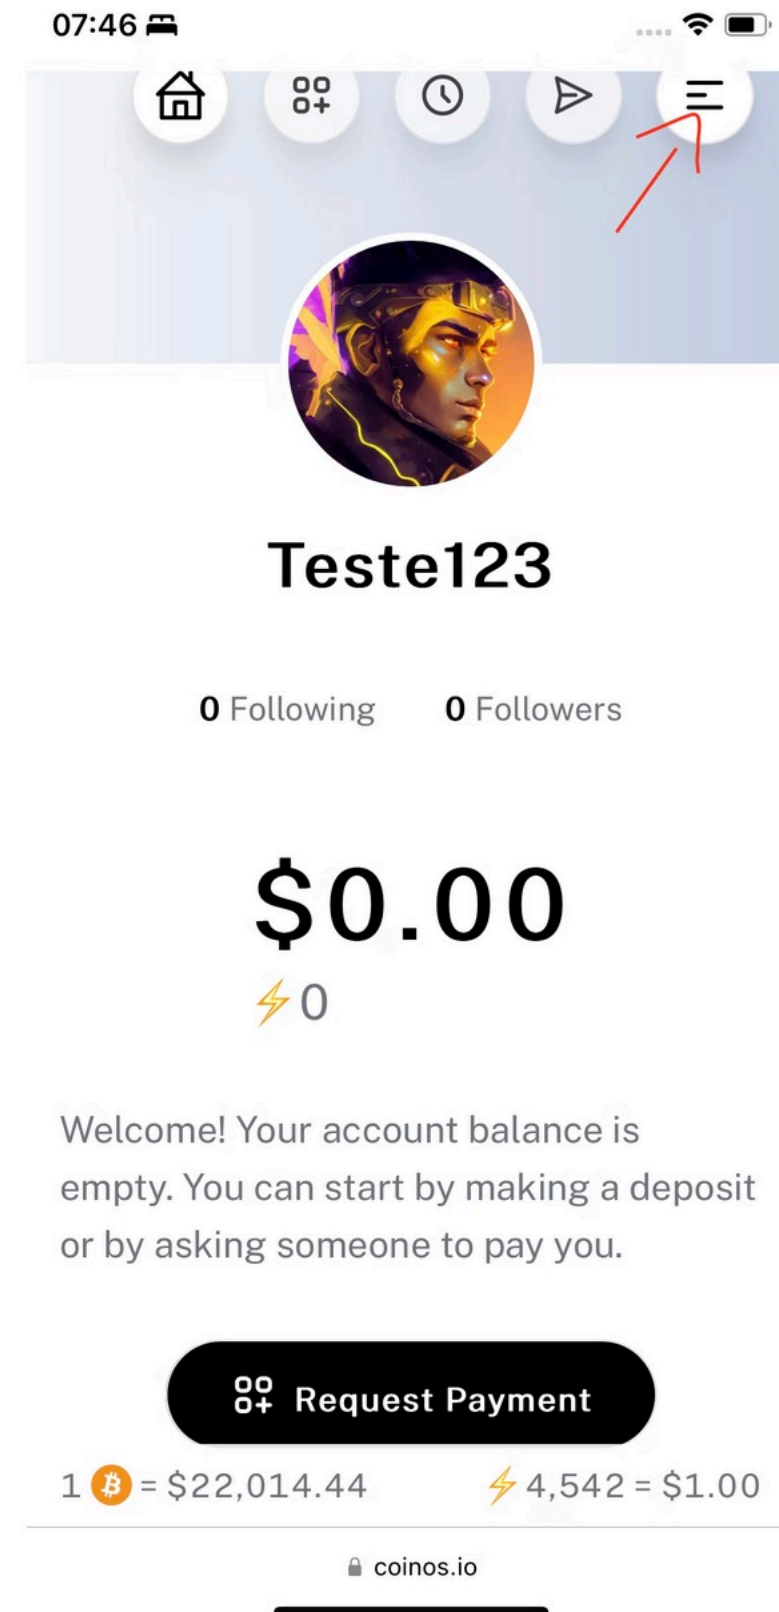 07:46
Teste123
0 Following 0 Followers
$0.00
⚡0
Welcome! Your account balance is
empty. You can start by making a deposit
or by asking someone to pay you.
Request Payment
1 ₿ = $22,014.44 ⚡4,542 = $1.00
coinos.io